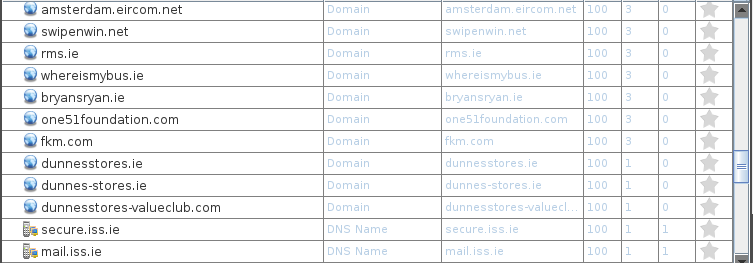 amsterdam.eircom.net Domain amsterdam.eircom.net 100 3 0
swipenwin.net Domain swipenwin.net 100 3 0
rms.ie Domain rms.ie 100 3 0
whereismybus.ie Domain whereismybus.ie 100 3 0
bryansryan.ie Domain bryansryan.ie 100 3 0
one51foundation.com Domain one51foundation.com 100 3 0
fkm.com Domain fkm.com 100 3 0
dunnesstores.ie Domain dunnesstores.ie 100 1 0
dunnes-stores.ie Domain dunnes-stores.ie 100 1 0
dunnesstores-valueclub.com Domain dunnesstores-valuecl... 100 1 0
secure.iss.ie DNS Name secure.iss.ie 100 1 1
mail.iss.ie DNS Name mail.iss.ie 100 1 1